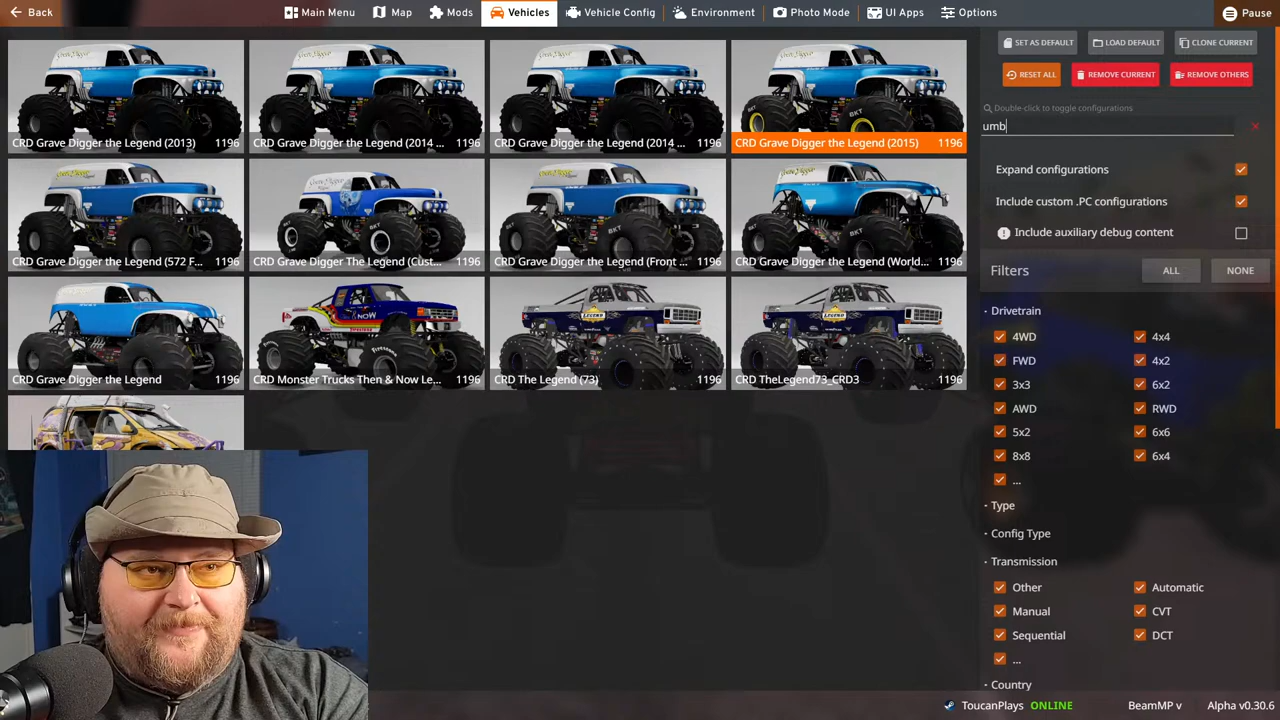 Back
Main Menu
Map
Mods
Vehicles
Vehicle Config
Environment
Photo Mode
UI Apps
Options
Pause
CRD Grave Digger the Legend (2013) 1196
CRD Grave Digger the Legend (2014 ... 1196
CRD Grave Digger the Legend (2014 ... 1196
CRD Grave Digger the Legend (2015) 1196
CRD Grave Digger the Legend (572 F... 1196
CRD Grave Digger The Legend (Cust... 1196
CRD Grave Digger the Legend (Front ... 1196
CRD Grave Digger the Legend (World... 1196
CRD Grave Digger the Legend 1196
CRD Monster Trucks Then & Now Le... 1196
CRD The Legend (73) 1196
CRD TheLegend73_CRD3 1196
SET AS DEFAULT
LOAD DEFAULT
CLONE CURRENT
RESET ALL
REMOVE CURRENT
REMOVE OTHERS
Double-click to toggle configurations
umb
Expand configurations
Include custom .PC configurations
Include auxiliary debug content
Filters
ALL
NONE
- Drivetrain
4WD
4x4
FWD
4x2
3x3
6x2
AWD
RWD
5x2
6x6
8x8
6x4
...
- Type
- Config Type
- Transmission
Other
Automatic
Manual
CVT
Sequential
DCT
...
- Country
ToucanPlays ONLINE
BeamMP v
Alpha v0.30.6